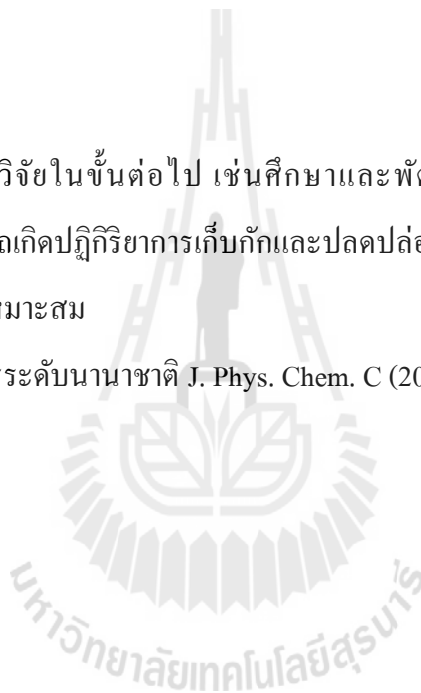 วิจัยในขั้นต่อไป เช่นศึกษาและพัต
ถเกิดปฏิกิริยาการเก็บกักและปลดปล่อ
หมาะสม
รระดับนานาชาติ J. Phys. Chem. C (20
มหาวิทยาลัยเทคโนโลยีสุรนารี